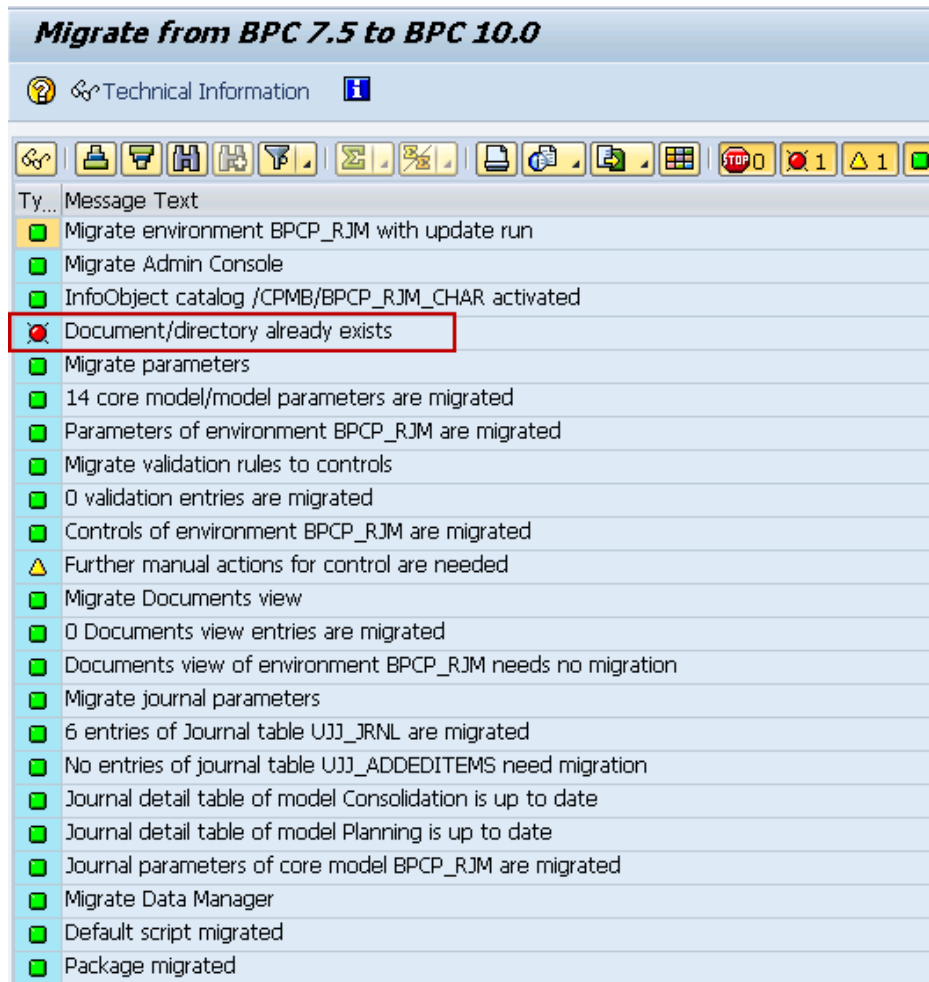 Migrate from BPC 7.5 to BPC 10.0
Technical Information
STOP 0 1 1
Ty... Message Text
Migrate environment BPCP_RJM with update run
Migrate Admin Console
InfoObject catalog /CPMB/BPCP_RJM_CHAR activated
Document/directory already exists
Migrate parameters
14 core model/model parameters are migrated
Parameters of environment BPCP_RJM are migrated
Migrate validation rules to controls
0 validation entries are migrated
Controls of environment BPCP_RJM are migrated
Further manual actions for control are needed
Migrate Documents view
0 Documents view entries are migrated
Documents view of environment BPCP_RJM needs no migration
Migrate journal parameters
6 entries of Journal table UJJ_JRNL are migrated
No entries of journal table UJJ_ADDEDITEMS need migration
Journal detail table of model Consolidation is up to date
Journal detail table of model Planning is up to date
Journal parameters of core model BPCP_RJM are migrated
Migrate Data Manager
Default script migrated
Package migrated